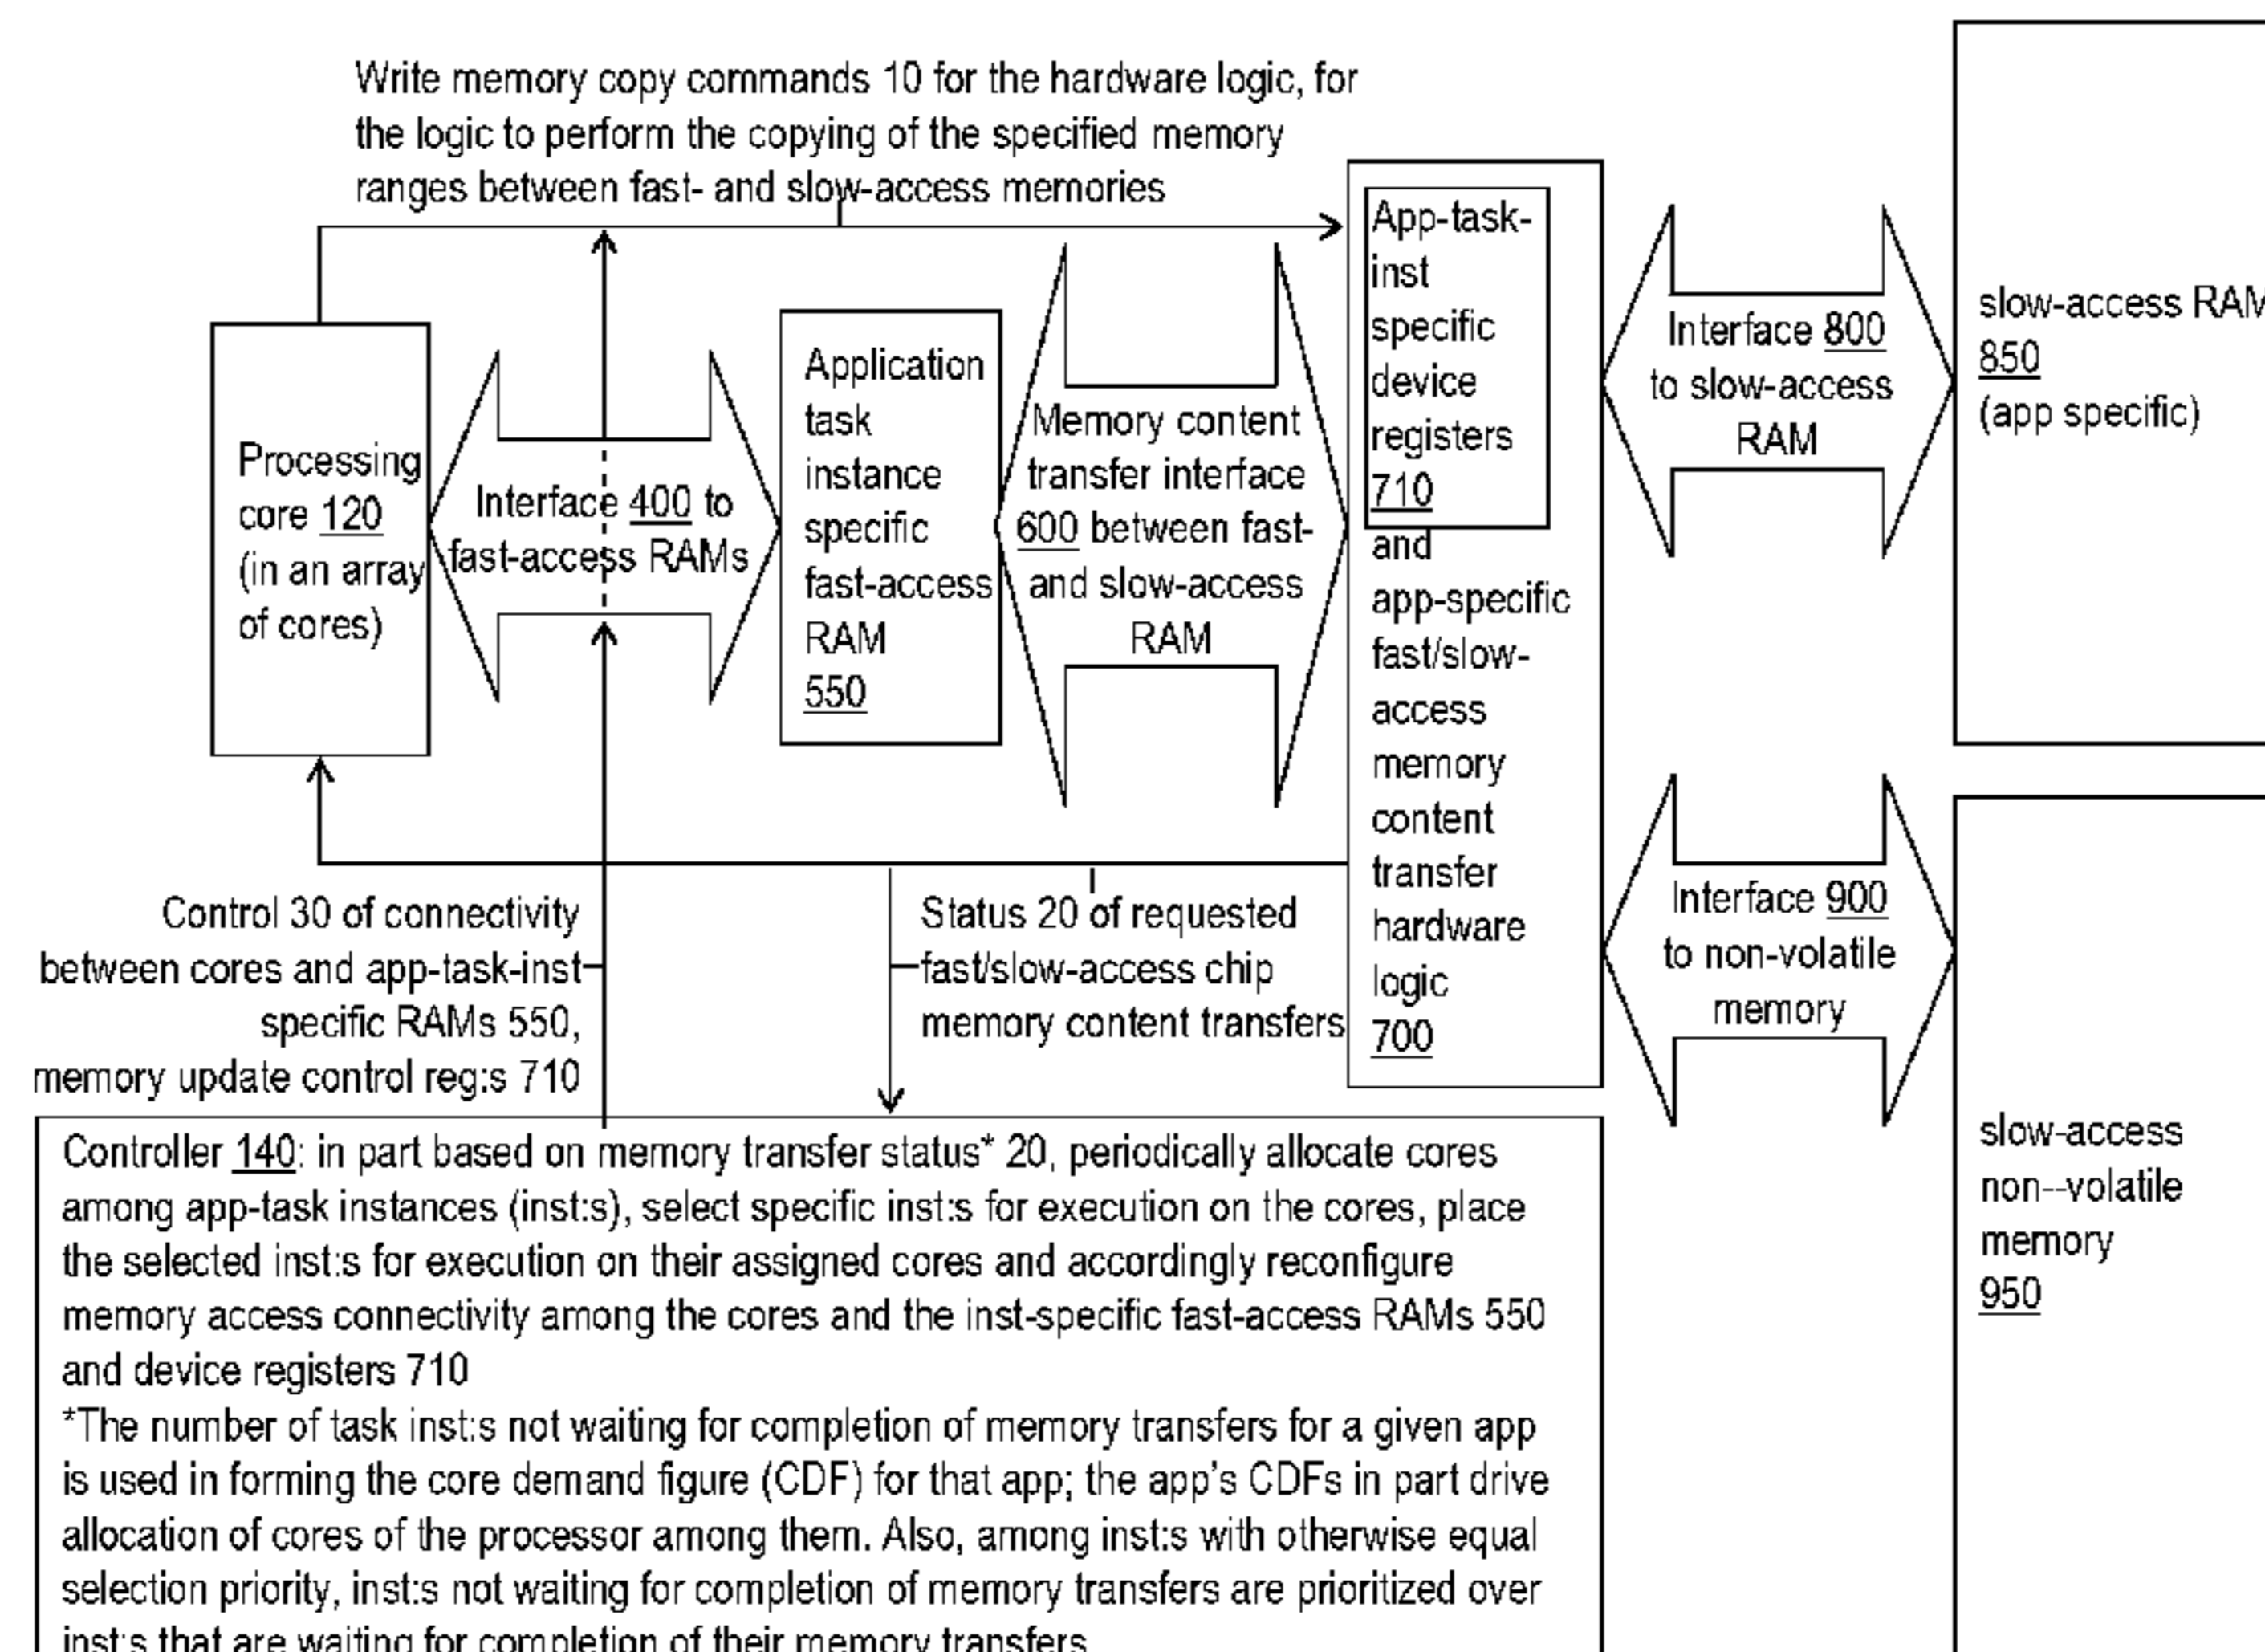 Write memory copy commands 10 for the hardware logic, for
the logic to perform the copying of the specified memory
ranges between fast- and slow-access memories
Processing
core 120
(in an array
of cores)
Interface 400 to
fast-access RAMs
Application
task
instance
specific
fast-access
RAM
550
Memory content
transfer interface
600 between fast-
and slow-access
RAM
App-task-
inst
specific
device
registers
710
and
app-specific
fast/slow-
access
memory
content
transfer
hardware
logic
700
Interface 800
to slow-access
RAM
slow-access RAM
850
(app specific)
Interface 900
to non-volatile
memory
slow-access
non--volatile
memory
950
Control 30 of connectivity
between cores and app-task-inst
specific RAMs 550,
memory update control reg:s 710
Status 20 of requested
fast/slow-access chip
memory content transfers
Controller 140: in part based on memory transfer status* 20, periodically allocate cores
among app-task instances (inst:s), select specific inst:s for execution on the cores, place
the selected inst:s for execution on their assigned cores and accordingly reconfigure
memory access connectivity among the cores and the inst-specific fast-access RAMs 550
and device registers 710
*The number of task inst:s not waiting for completion of memory transfers for a given app
is used in forming the core demand figure (CDF) for that app; the app's CDFs in part drive
allocation of cores of the processor among them. Also, among inst:s with otherwise equal
selection priority, inst:s not waiting for completion of memory transfers are prioritized over
inst:s that are waiting for completion of their memory transfers